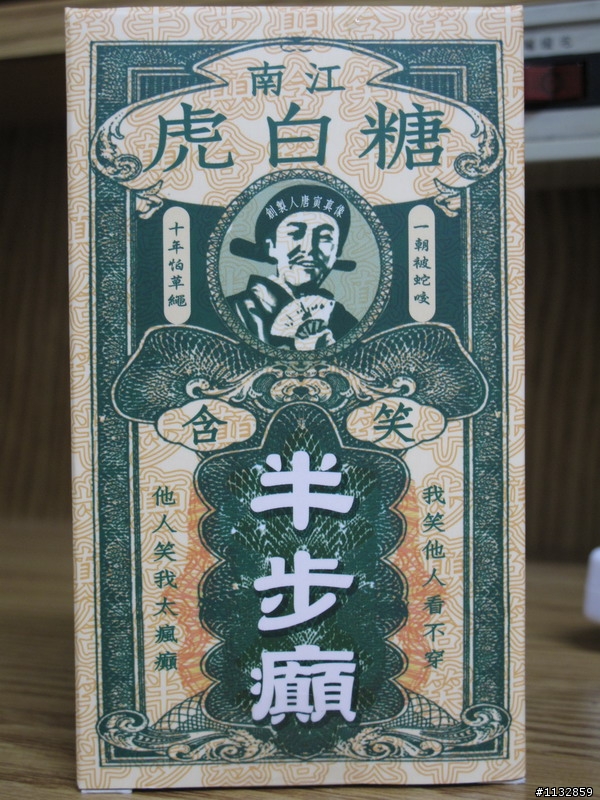 江南
糖白虎
創製人唐寅真像
一朝被蛇咬
十年怕草繩
含笑
半步癲
我笑他人看不穿
他人笑我太瘋癲
#1132859